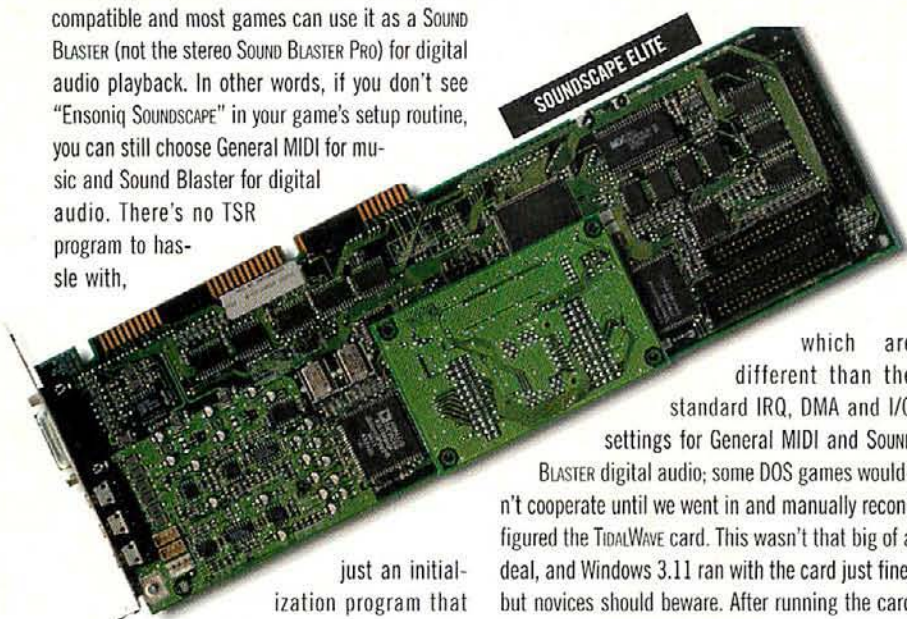 compatible and most games can use it as a SOUND
BLASTER (not the stereo SOUND BLASTER PRO) for digital
audio playback. In other words, if you don't see
"Ensoniq SOUNDSCAPE" in your game's setup routine,
you can still choose General MIDI for mu-
sic and Sound Blaster for digital
audio. There's no TSR
program to has-
sle with,
just an initial-
ization program that
SOUNDSCAPE ELITE
which are
different than the
standard IRQ, DMA and I/O
settings for General MIDI and SOUND
BLASTER digital audio; some DOS games would-
n't cooperate until we went in and manually recon-
figured the TIDALWAVE card. This wasn't that big of a
deal, and Windows 3.11 ran with the card just fine
but novices should beware. After running the card